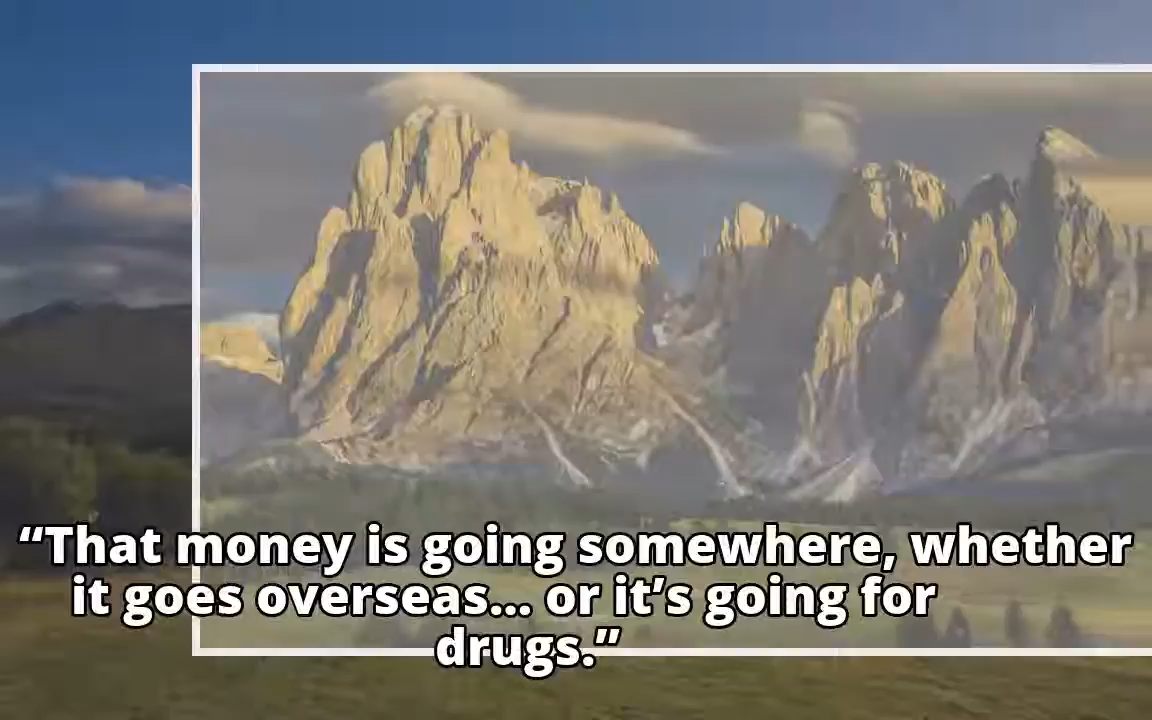 “That money is going somewhere, whether
it goes overseas... or it’s going for
drugs.”